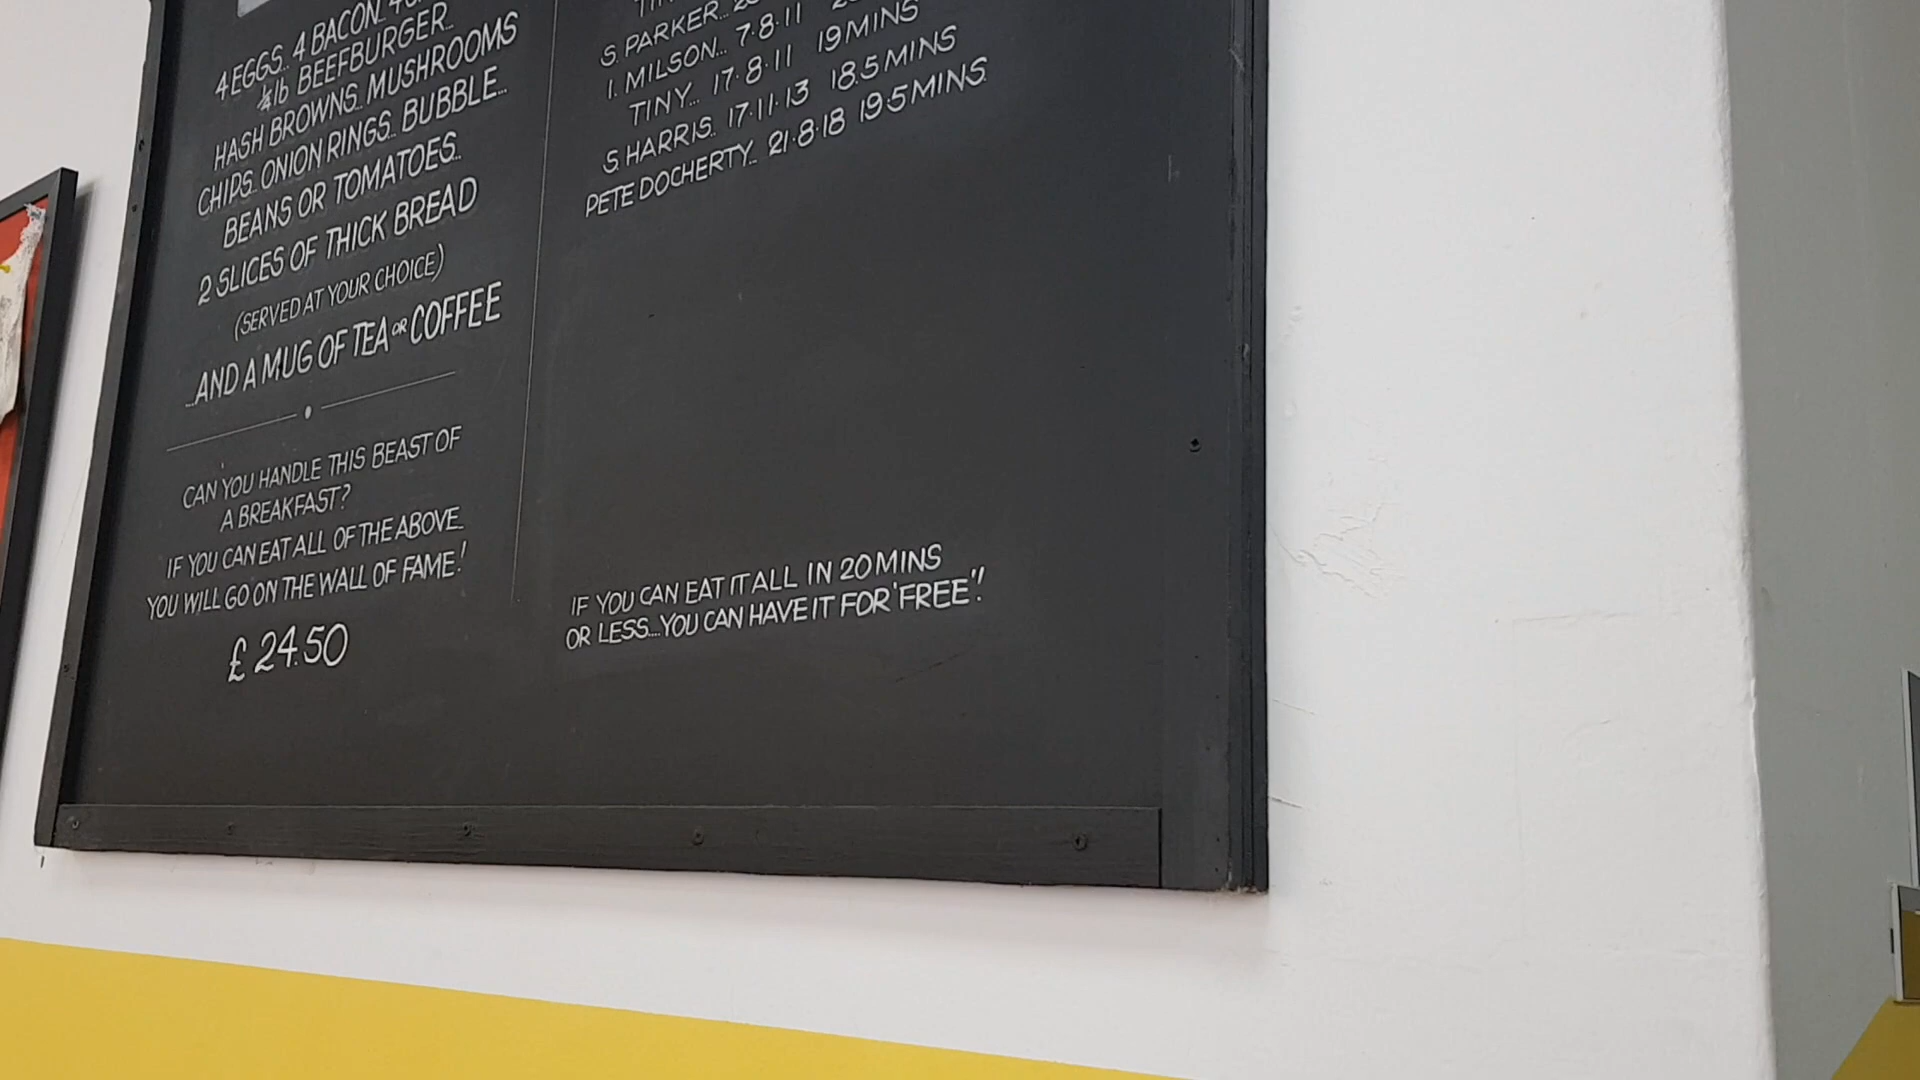 4 EGGS.. 4 BACON..
¼lb BEEFBURGER..
HASH BROWNS.. MUSHROOMS
CHIPS.. ONION RINGS.. BUBBLE...
BEANS OR TOMATOES..
2 SLICES OF THICK BREAD
(SERVED AT YOUR CHOICE)
...AND A MUG OF TEA OR COFFEE
CAN YOU HANDLE THIS BEAST OF
A BREAKFAST?
IF YOU CAN EAT ALL OF THE ABOVE..
YOU WILL GO ON THE WALL OF FAME!
£24.50
S. PARKER...
I. MILSON... 7·8·11
TINY... 17·8·11 19 MINS
S. HARRIS.. 17·11·13 18.5 MINS
PETE DOCHERTY... 21·8·18 19·5 MINS
IF YOU CAN EAT IT ALL IN 20 MINS
OR LESS....YOU CAN HAVE IT FOR 'FREE'!